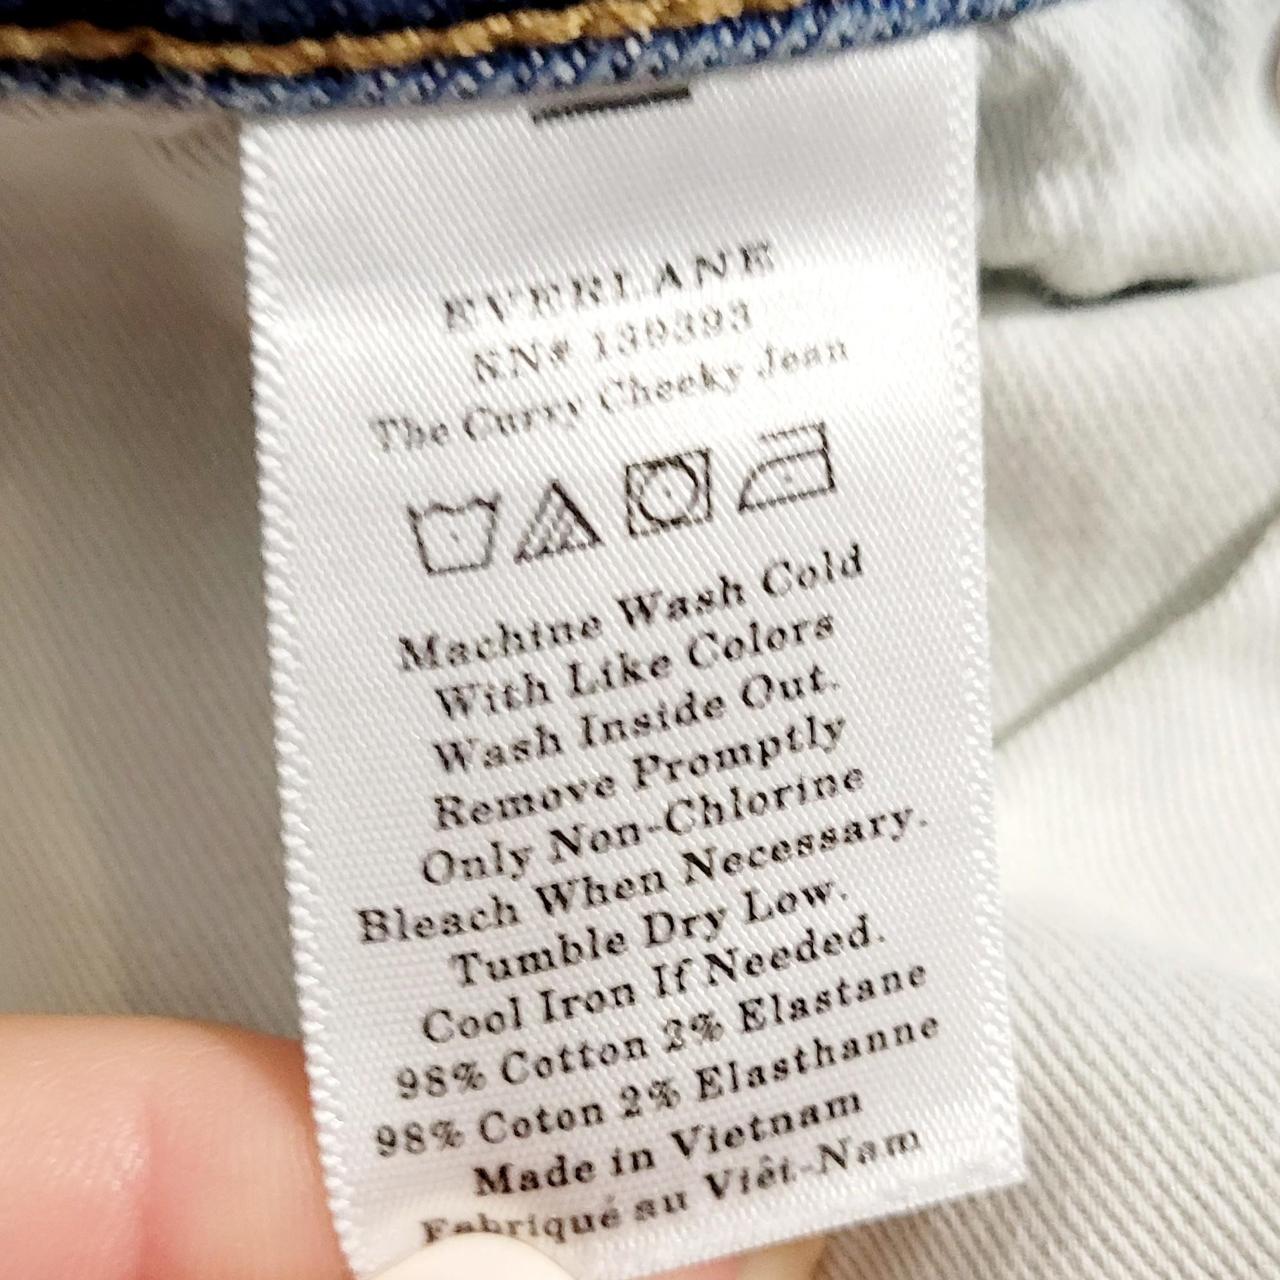 EVERLANE
The Curvy Cheeky Jean
Machine Wash Cold
With Like Colors
Wash Inside Out.
Remove Promptly
Only Non-Chlorine
Bleach When Necessary.
Tumble Dry Low.
Cool Iron If Needed.
98% Cotton 2% Elastane
98% Coton 2% Elasthanne
Made in Vietnam
Fabriqué au Viêt-Nam